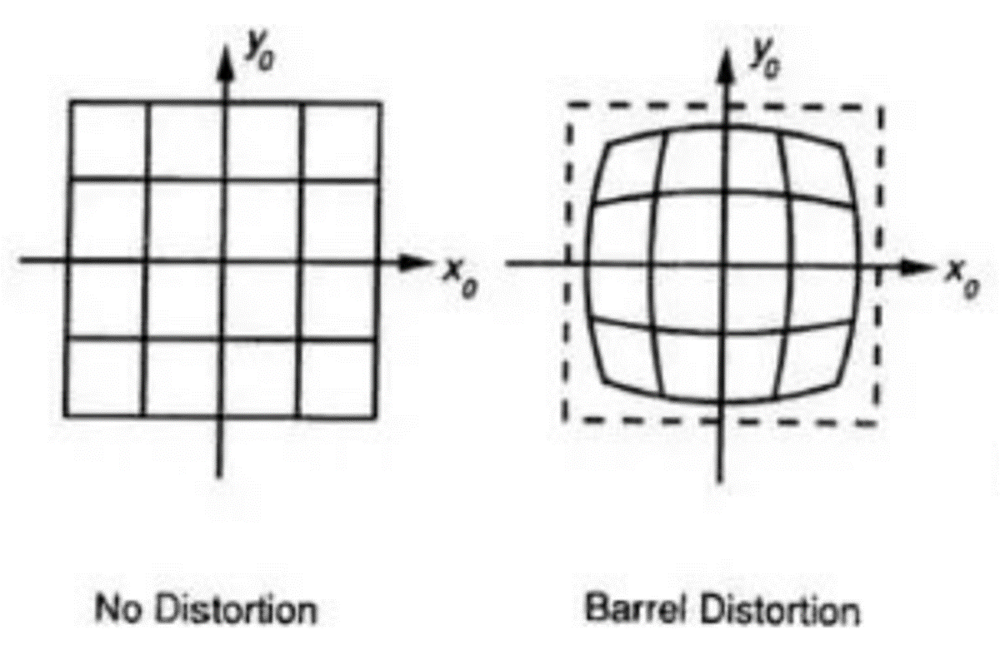 y₀ y₀
x₀ x₀
No Distortion Barrel Distortion